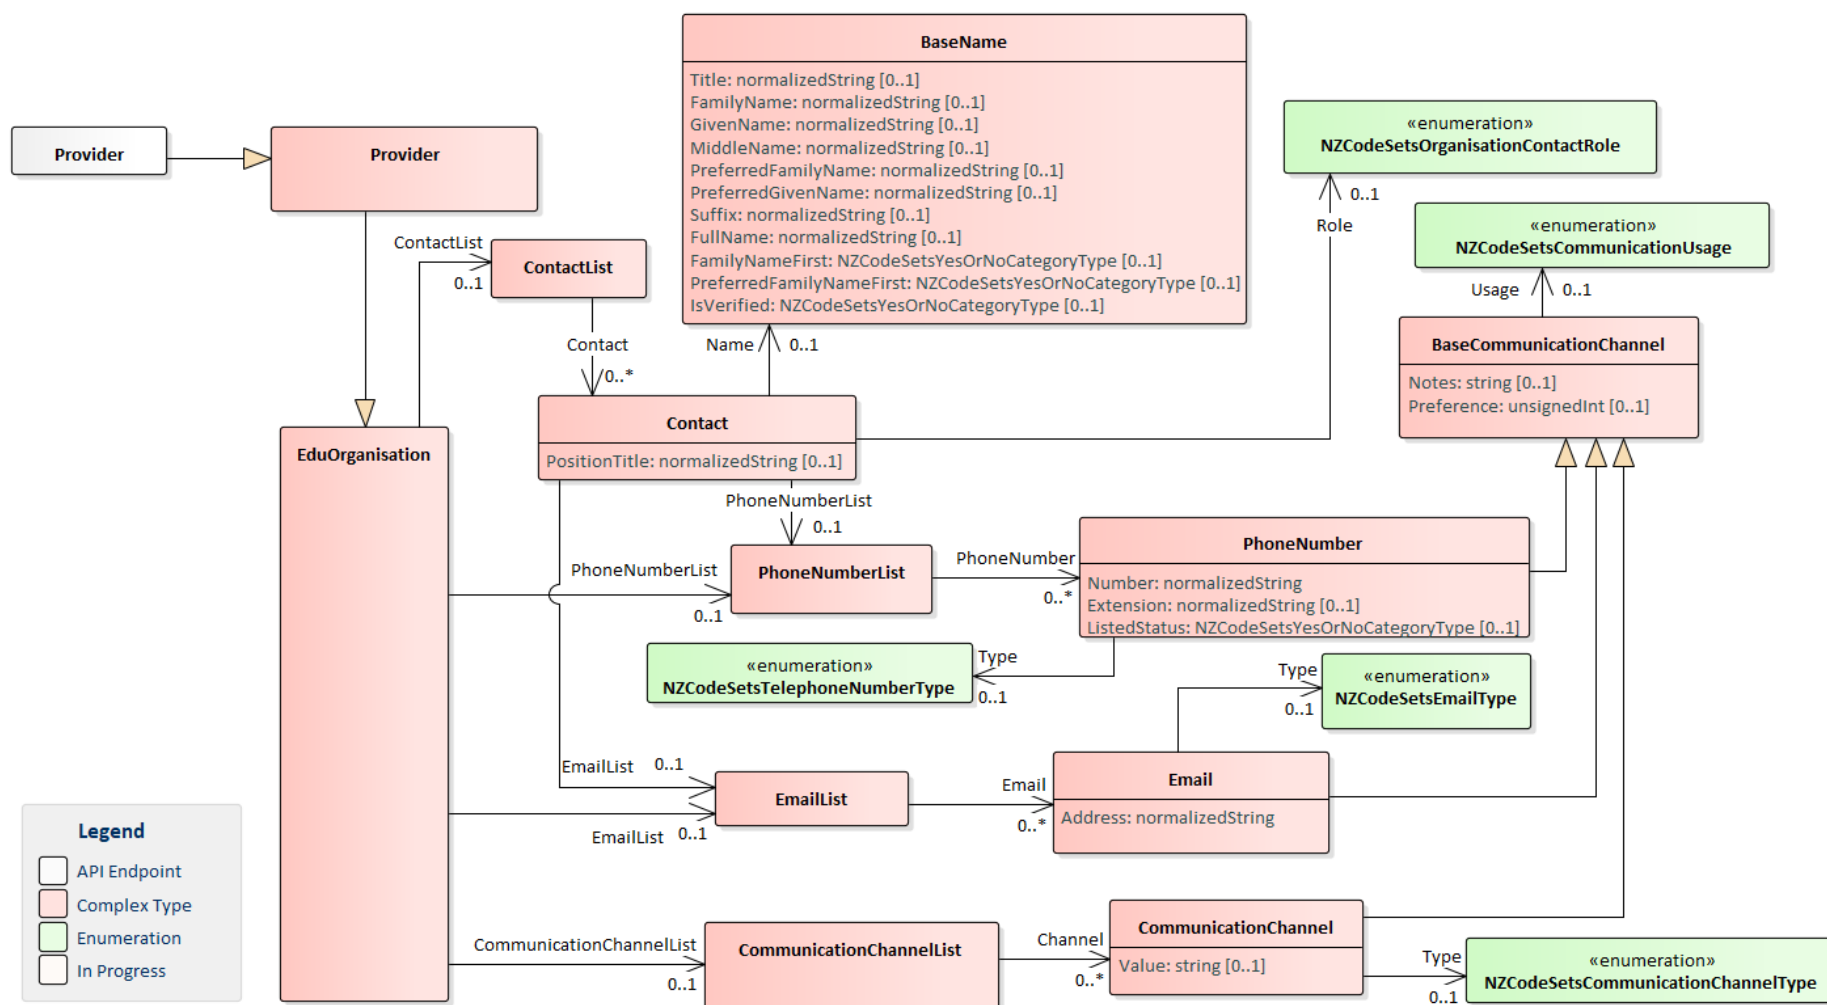 BaseName
Title: normalizedString [0..1]
FamilyName: normalizedString [0..1]
GivenName: normalizedString [0..1]
MiddleName: normalizedString [0..1]
PreferredFamilyName: normalizedString [0..1]
PreferredGivenName: normalizedString [0..1]
Suffix: normalizedString [0..1]
FullName: normalizedString [0..1]
FamilyNameFirst: NZCodeSetsYesOrNoCategoryType [0..1]
PreferredFamilyNameFirst: NZCodeSetsYesOrNoCategoryType [0..1]
IsVerified: NZCodeSetsYesOrNoCategoryType [0..1]
Provider
Provider
«enumeration»
NZCodeSetsOrganisationContactRole
0..1
Role
«enumeration»
NZCodeSetsCommunicationUsage
Usage
0..1
ContactList
0..1
ContactList
Contact
0..*
Name
0..1
BaseCommunicationChannel
Notes: string [0..1]
Preference: unsignedInt [0..1]
Contact
PositionTitle: normalizedString [0..1]
EduOrganisation
PhoneNumberList
0..1
PhoneNumberList
0..1
PhoneNumberList
PhoneNumber
0..*
PhoneNumber
Number: normalizedString
Extension: normalizedString [0..1]
ListedStatus: NZCodeSetsYesOrNoCategoryType [0..1]
«enumeration»
NZCodeSetsTelephoneNumberType
Type
0..1
Type
0..1
«enumeration»
NZCodeSetsEmailType
EmailList
0..1
EmailList
0..1
EmailList
Email
0..*
Email
Address: normalizedString
Legend
API Endpoint
Complex Type
Enumeration
In Progress
CommunicationChannelList
0..1
CommunicationChannelList
Channel
0..*
CommunicationChannel
Value: string [0..1]
Type
0..1
«enumeration»
NZCodeSetsCommunicationChannelType